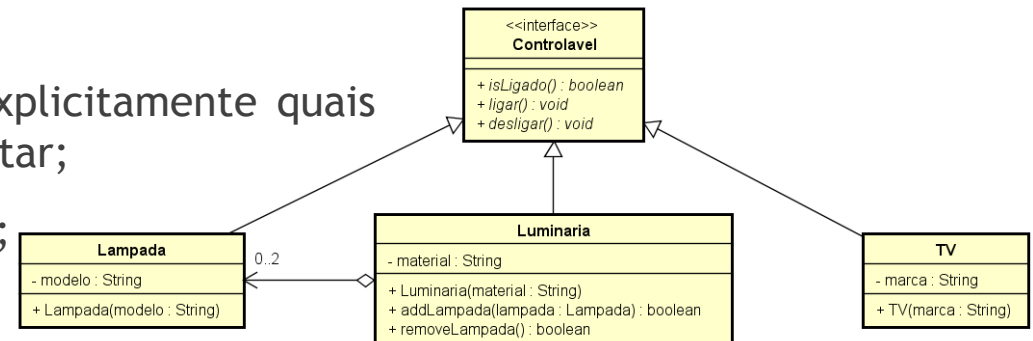 explicitamente quais
tar;
;
<<interface>>
Controlavel
+ isLigado() : boolean
+ ligar() : void
+ desligar() : void
Lampada
- modelo : String
+ Lampada(modelo : String)
0..2
Luminaria
- material : String
+ Luminaria(material : String)
+ addLampada(lampada : Lampada) : boolean
+ removeLampada() : boolean
TV
- marca : String
+ TV(marca : String)